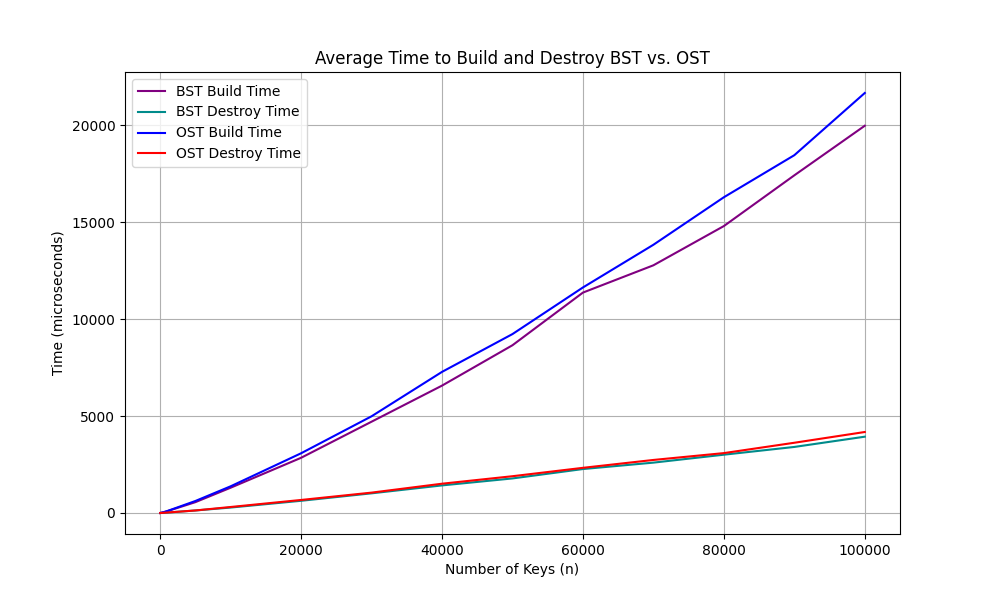 Average Time to Build and Destroy BST vs. OST
BST Build Time
BST Destroy Time
OST Build Time
OST Destroy Time
Time (microseconds)
20000
15000
10000
5000
0
0 20000 40000 60000 80000 100000
Number of Keys (n)